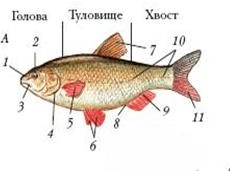 Голова Туловище Хвост
А
1 2 7 10
3 4 5 6 8 9 11